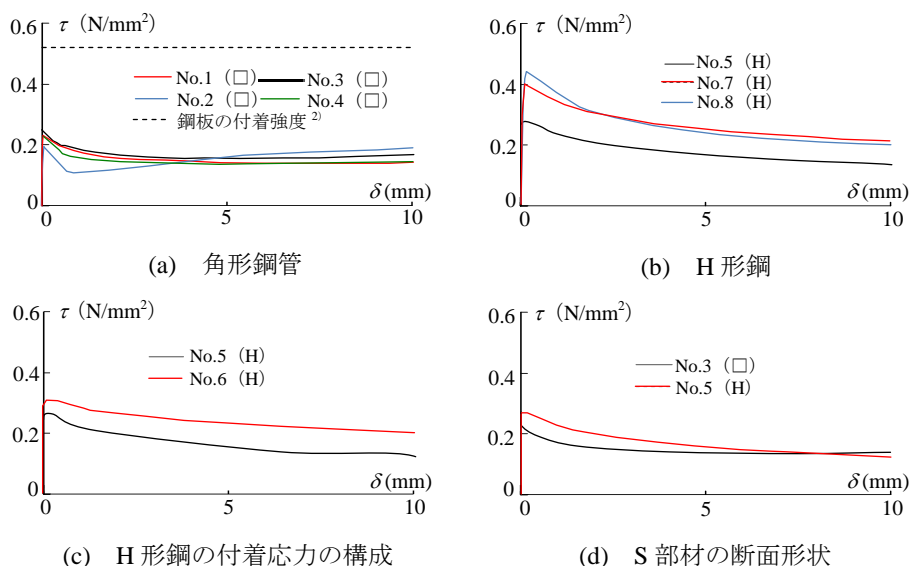 τ（N/mm²）
0.6
0.4
0.2
0
No.1（□）
No.3（□）
No.2（□）
No.4（□）
鋼板の付着強度 ²⁾
δ (mm)
0
5
10
(a) 角形鋼管
τ（N/mm²）
0.6
0.4
0.2
0
No.5（H）
No.7（H）
No.8（H）
δ (mm)
0
5
10
(b) H 形鋼
τ（N/mm²）
0.6
0.4
0.2
0
No.5（H）
No.6（H）
δ (mm)
0
5
10
(c) H 形鋼の付着応力の構成
τ（N/mm²）
0.6
0.4
0.2
0
No.3（□）
No.5（H）
δ (mm)
0
5
10
(d) S 部材の断面形状